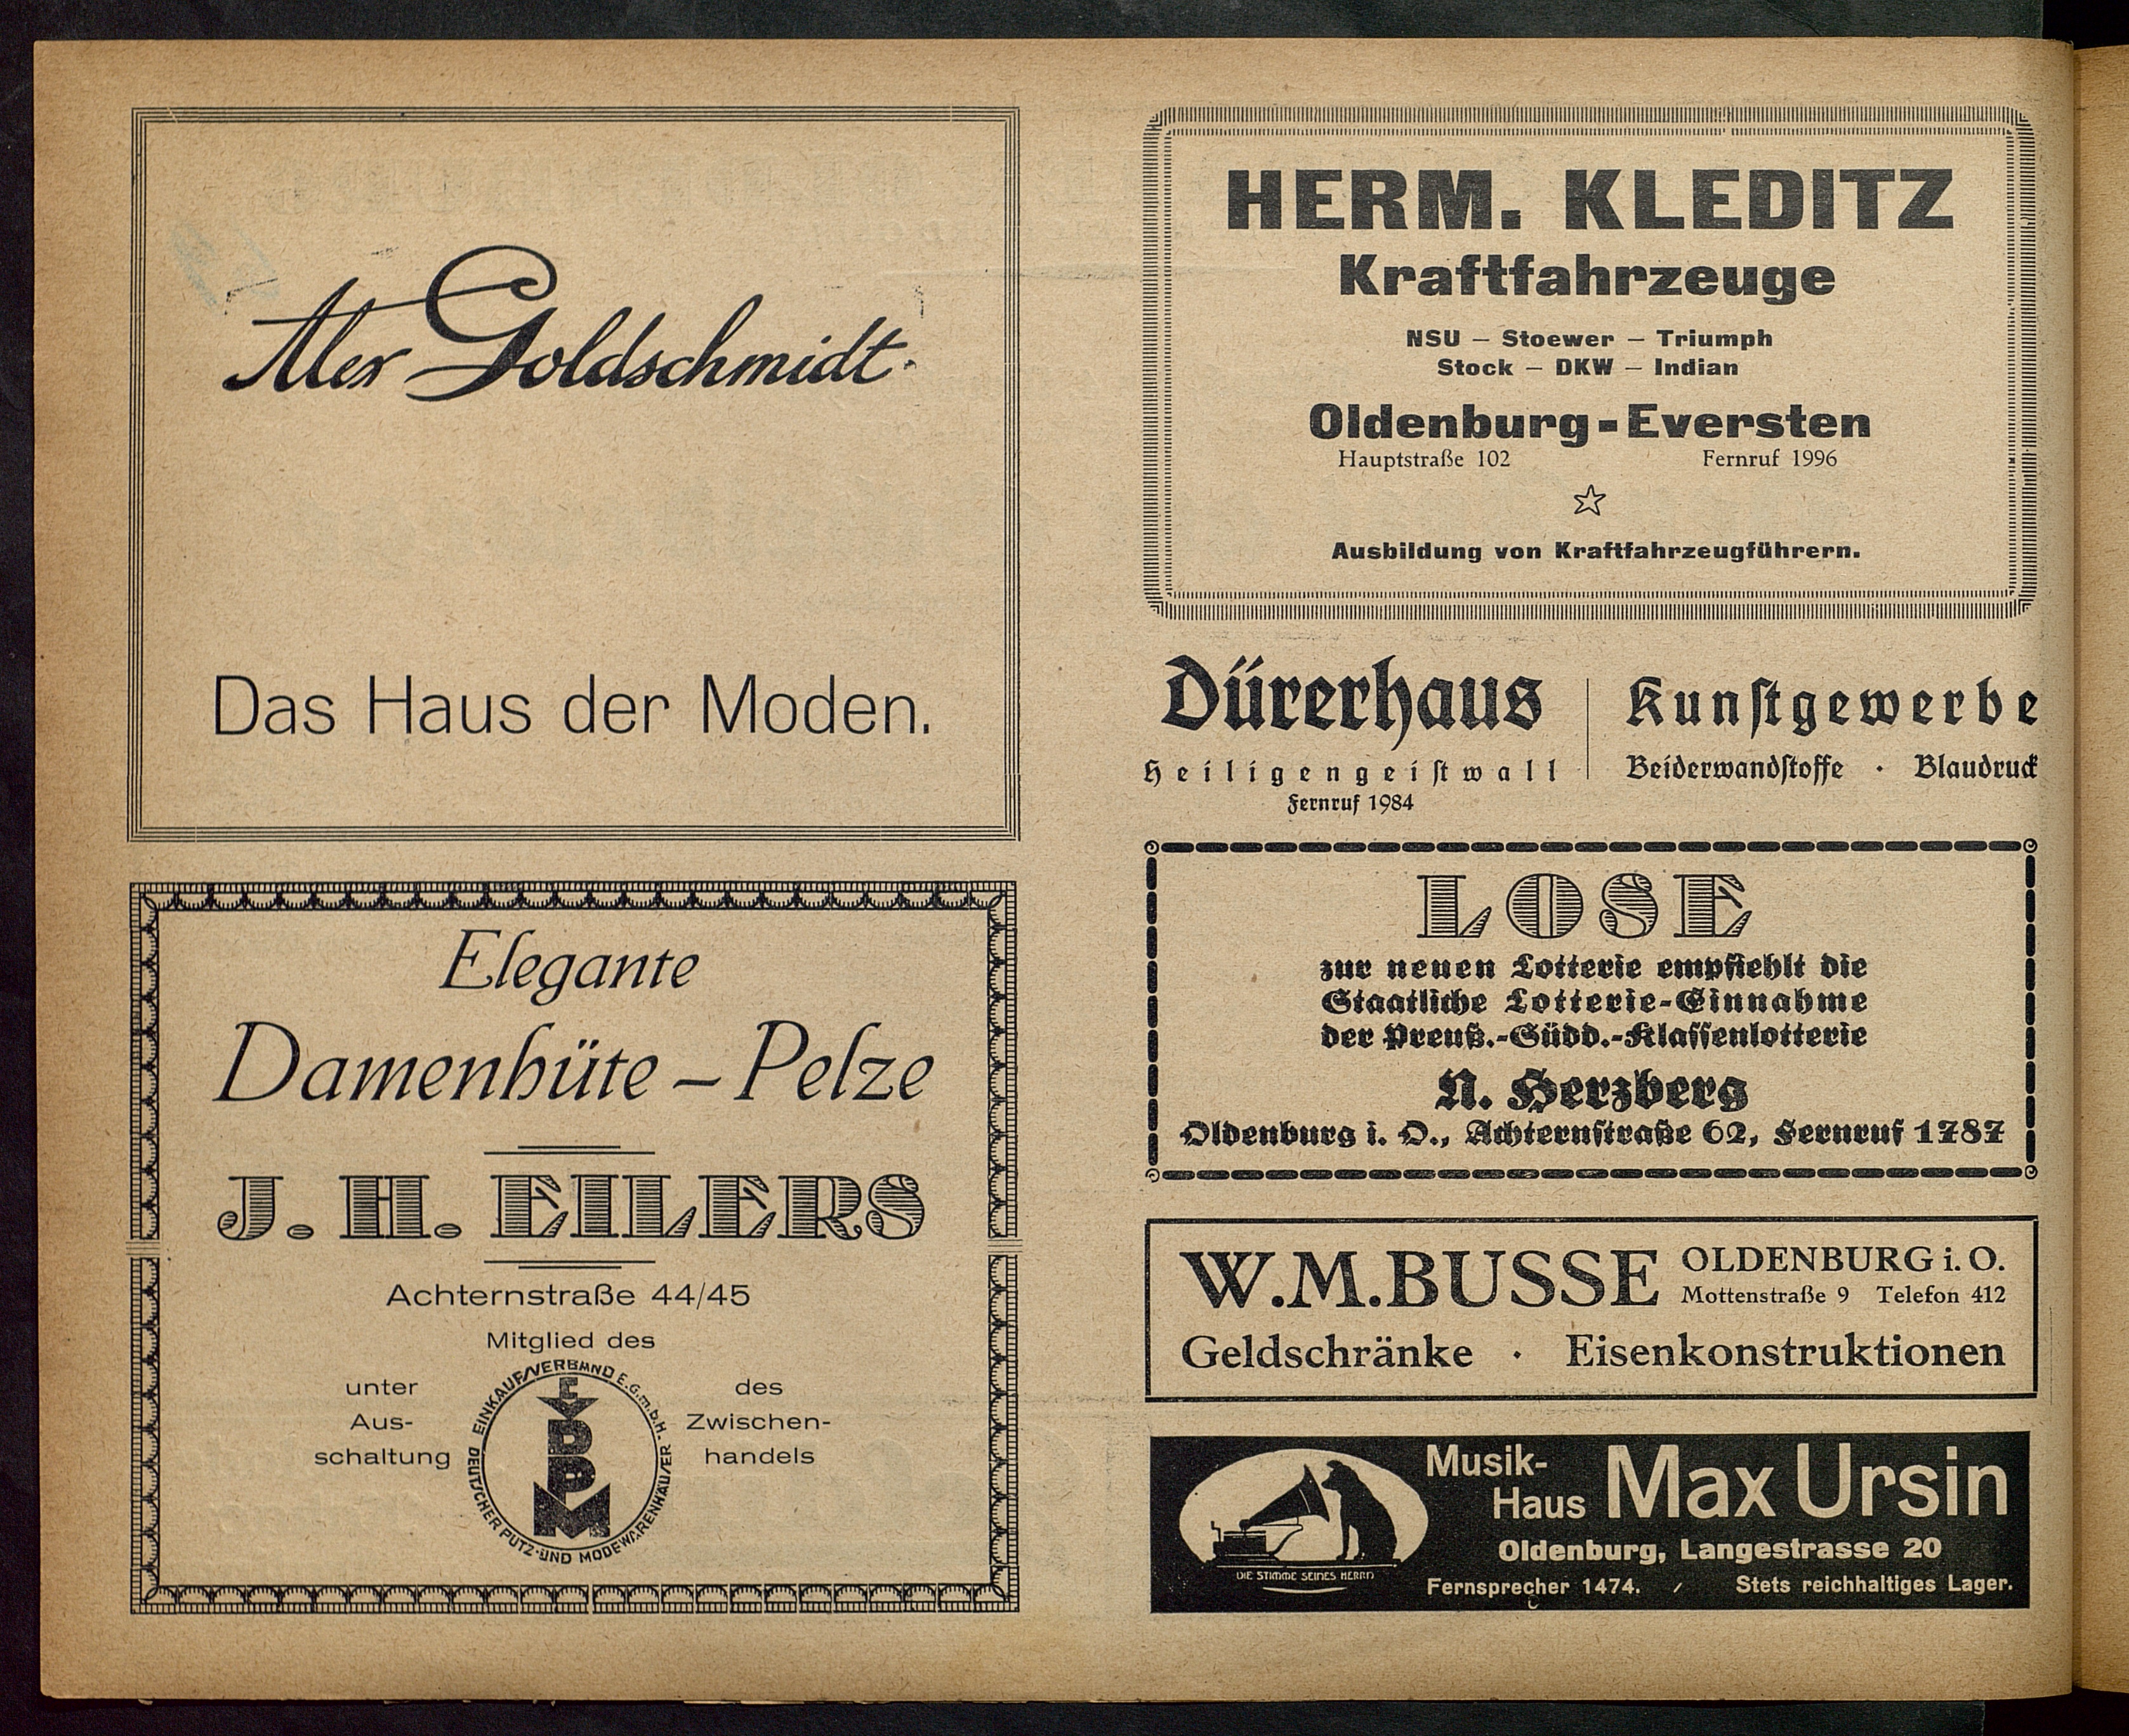 Alex Goldschmidt.
Das Haus der Moden.
Elegante
Damenhüte – Pelze
J. H. EILERS
Achternstraße 44/45
Mitglied des
unter
Aus-
schaltung
EINKAUFSVERBAND E.G.m.b.H.
DEUTSCHER PUTZ- UND MODEWARENHÄUSER
E
V
D
P
M
des
Zwischen-
handels
HERM. KLEDITZ
Kraftfahrzeuge
NSU – Stoewer – Triumph
Stock – DKW – Indian
Oldenburg-Eversten
Hauptstraße 102 Fernruf 1996
Ausbildung von Kraftfahrzeugführern.
Dürerhaus
Heiligengeistwall
Fernruf 1984
Kunstgewerbe
Beiderwandstoffe · Blaudruck
LOSE
zur neuen Lotterie empfiehlt die
Staatliche Lotterie-Einnahme
der Preuß.-Südd.-Klassenlotterie
N. Herzberg
Oldenburg i. O., Achternstraße 62, Fernruf 1787
W.M.BUSSE OLDENBURG i. O.
Mottenstraße 9 Telefon 412
Geldschränke · Eisenkonstruktionen
Musik-
Haus Max Ursin
Oldenburg, Langestrasse 20
Fernsprecher 1474. / Stets reichhaltiges Lager.
DIE STIMME SEINES HERRN